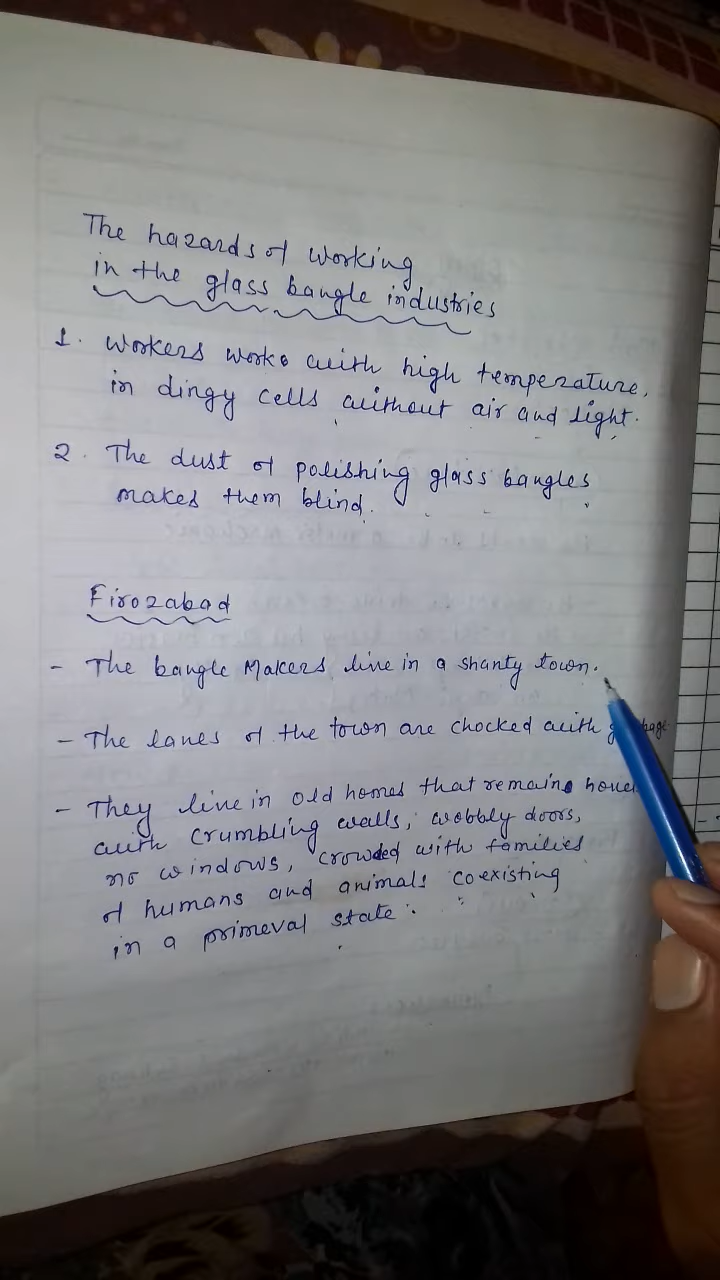 The hazards of working
in the glass bangle industries
1. Workers works with high temperature,
in dingy cells without air and light.
2. The dust of polishing glass bangles
makes them blind.
Firozabad
- The bangle Makers live in a shanty town.
- The lanes of the town are chocked with
- They live in old homes that remains
with crumbling walls, wobbly doors,
no windows, crowded with families
of humans and animals coexisting
in a primeval state.